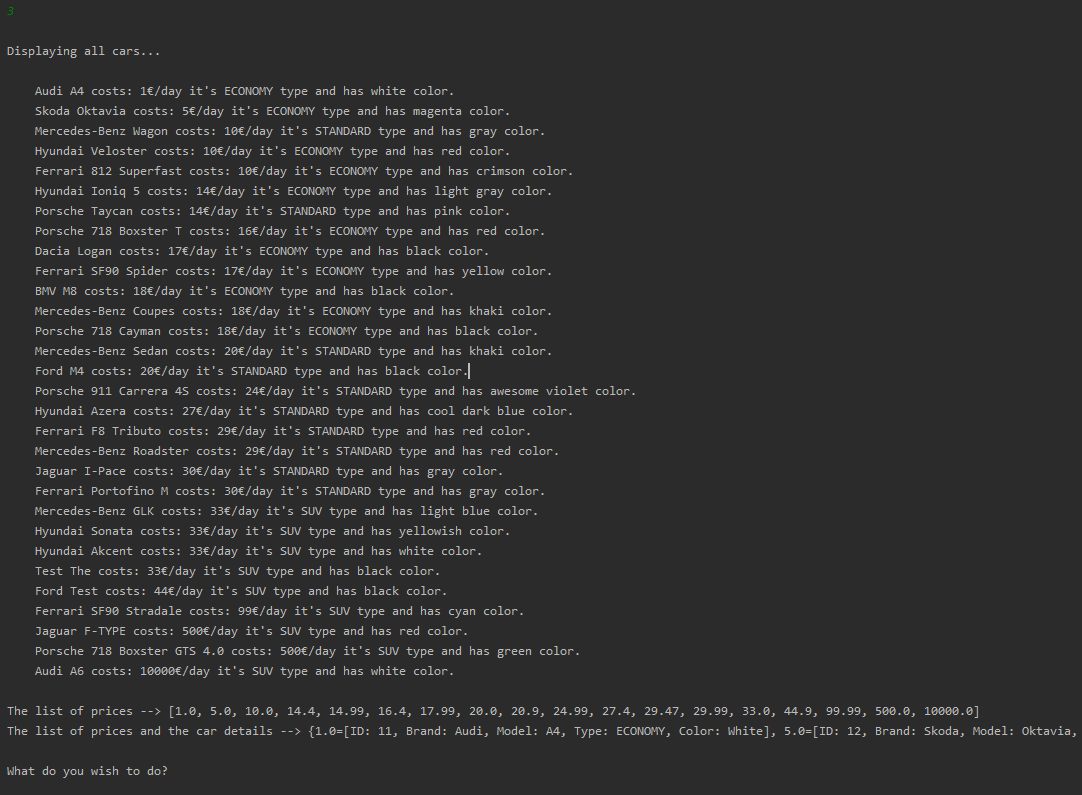 3
Displaying all cars...
Audi A4 costs: 1€/day it's ECONOMY type and has white color.
Skoda Oktavia costs: 5€/day it's ECONOMY type and has magenta color.
Mercedes-Benz Wagon costs: 10€/day it's STANDARD type and has gray color.
Hyundai Veloster costs: 10€/day it's ECONOMY type and has red color.
Ferrari 812 Superfast costs: 10€/day it's ECONOMY type and has crimson color.
Hyundai Ioniq 5 costs: 14€/day it's ECONOMY type and has light gray color.
Porsche Taycan costs: 14€/day it's STANDARD type and has pink color.
Porsche 718 Boxster T costs: 16€/day it's ECONOMY type and has red color.
Dacia Logan costs: 17€/day it's ECONOMY type and has black color.
Ferrari SF90 Spider costs: 17€/day it's ECONOMY type and has yellow color.
BMV M8 costs: 18€/day it's ECONOMY type and has black color.
Mercedes-Benz Coupes costs: 18€/day it's ECONOMY type and has khaki color.
Porsche 718 Cayman costs: 18€/day it's ECONOMY type and has black color.
Mercedes-Benz Sedan costs: 20€/day it's STANDARD type and has khaki color.
Ford M4 costs: 20€/day it's STANDARD type and has black color.
Porsche 911 Carrera 4S costs: 24€/day it's STANDARD type and has awesome violet color.
Hyundai Azera costs: 27€/day it's STANDARD type and has cool dark blue color.
Ferrari F8 Tributo costs: 29€/day it's STANDARD type and has red color.
Mercedes-Benz Roadster costs: 29€/day it's STANDARD type and has red color.
Jaguar I-Pace costs: 30€/day it's STANDARD type and has gray color.
Ferrari Portofino M costs: 30€/day it's STANDARD type and has gray color.
Mercedes-Benz GLK costs: 33€/day it's SUV type and has light blue color.
Hyundai Sonata costs: 33€/day it's SUV type and has yellowish color.
Hyundai Akcent costs: 33€/day it's SUV type and has white color.
Test The costs: 33€/day it's SUV type and has black color.
Ford Test costs: 44€/day it's SUV type and has black color.
Ferrari SF90 Stradale costs: 99€/day it's SUV type and has cyan color.
Jaguar F-TYPE costs: 500€/day it's SUV type and has red color.
Porsche 718 Boxster GTS 4.0 costs: 500€/day it's SUV type and has green color.
Audi A6 costs: 10000€/day it's SUV type and has white color.
The list of prices --> [1.0, 5.0, 10.0, 14.4, 14.99, 16.4, 17.99, 20.0, 20.9, 24.99, 27.4, 29.47, 29.99, 33.0, 44.9, 99.99, 500.0, 10000.0]
The list of prices and the car details --> {1.0=[ID: 11, Brand: Audi, Model: A4, Type: ECONOMY, Color: White], 5.0=[ID: 12, Brand: Skoda, Model: Oktavia,
What do you wish to do?